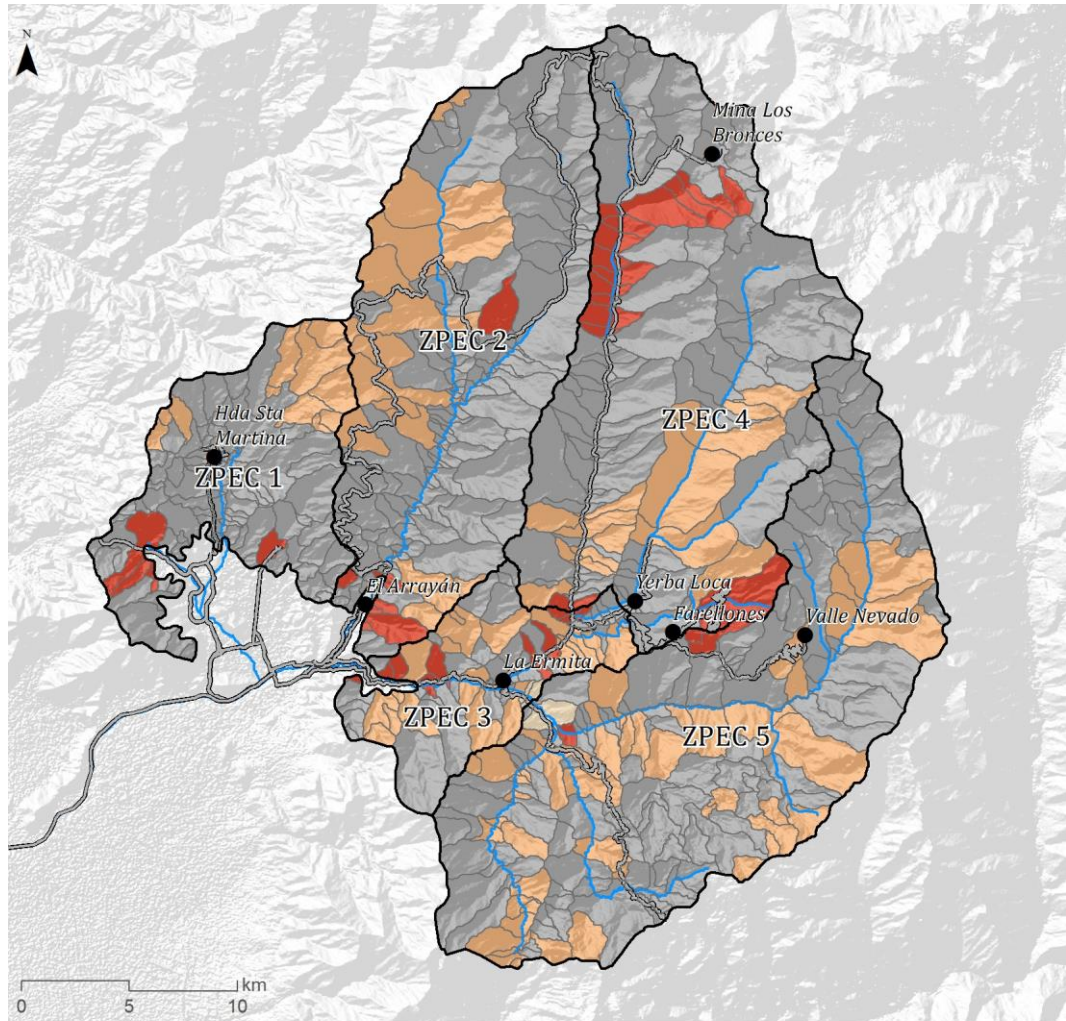 N
Mina Los
Bronces
ZPEC 2
Hda Sta
Martina
ZPEC 4
ZPEC 1
El Arrayán
Yerba Loca
Farellones
Valle Nevado
La Ermita
ZPEC 3
ZPEC 5
km
0 5 10